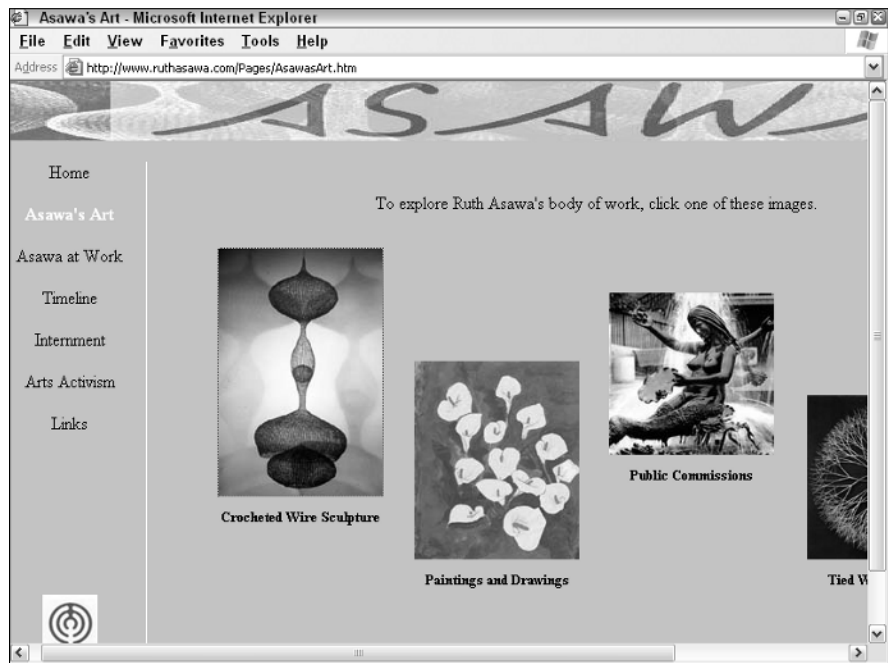 Asawa's Art - Microsoft Internet Explorer
File Edit View Favorites Tools Help
Address http://www.ruthasawa.com/Pages/AsawasArt.htm
ASAW
Home
Asawa's Art
Asawa at Work
Timeline
Internment
Arts Activism
Links
To explore Ruth Asawa's body of work, click one of these images.
Crocheted Wire Sculpture
Paintings and Drawings
Public Commissions
Tied W